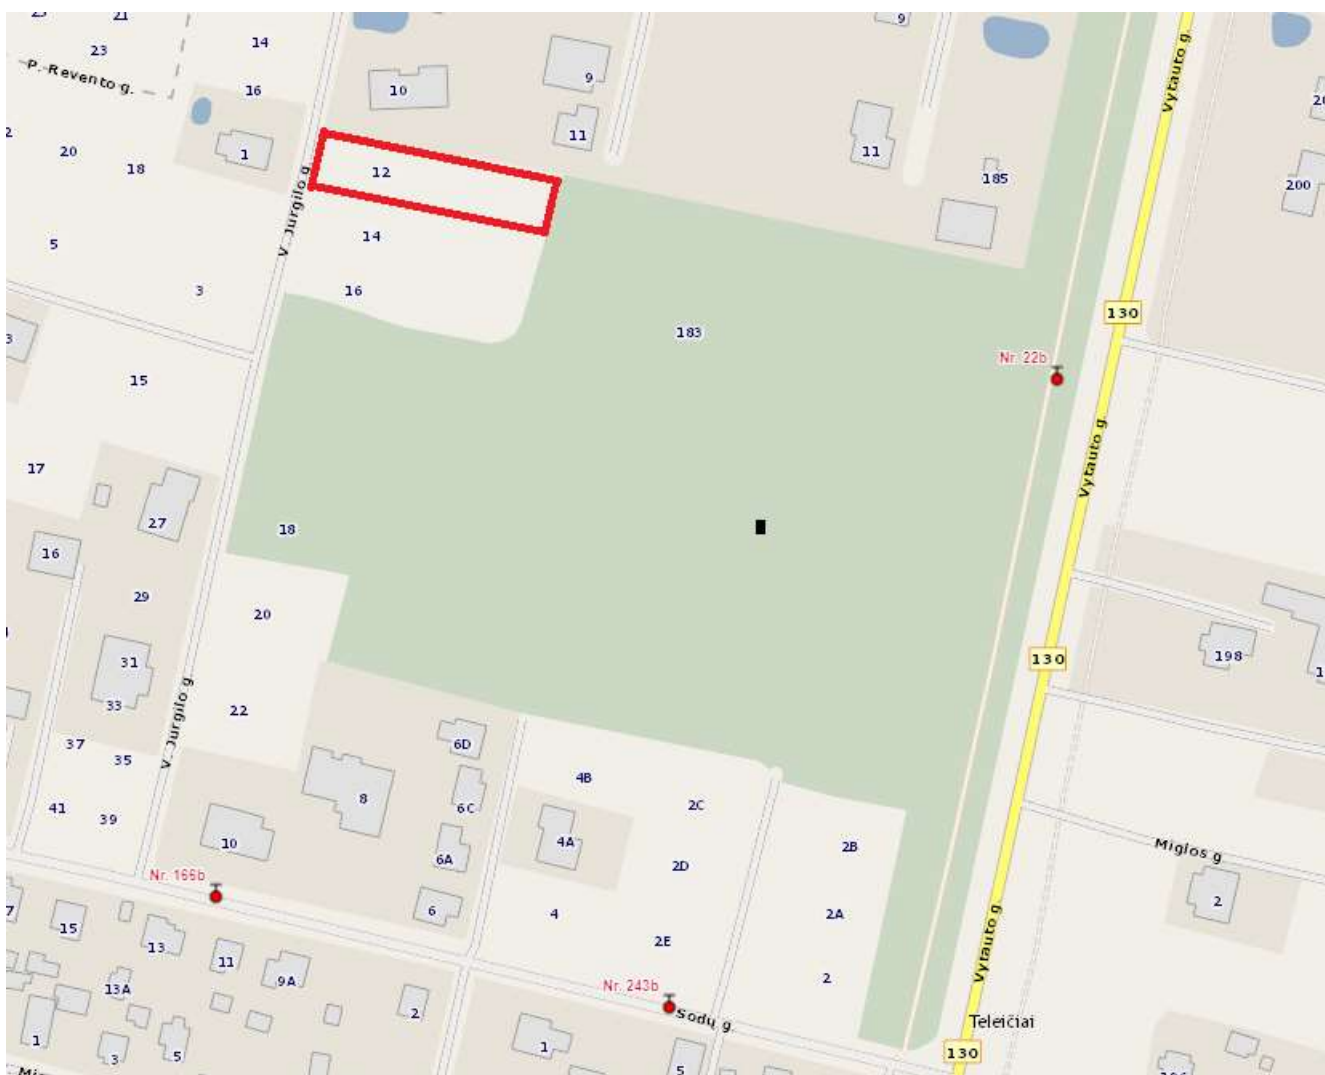 21
9
23
14
P. Revento g.
Vytauto g.
9
10
16
11
20
18
1
11
12
185
200
V. Jurgilo g.
14
5
3
16
130
183
Nr. 22b
15
Vytauto g.
17
27
18
16
29
20
198
31
130
33
22
V. Jurgilo g.
37
35
6D
4B
8
2C
6C
41
39
10
4A
2B
Miglos g.
6A
2D
Nr. 166b
2
6
4
2A
15
2E
13
Vytauto g.
11
9A
2
13A
Nr. 243b
2
Sodų g.
Teleičiai
1
3
5
1
130
5